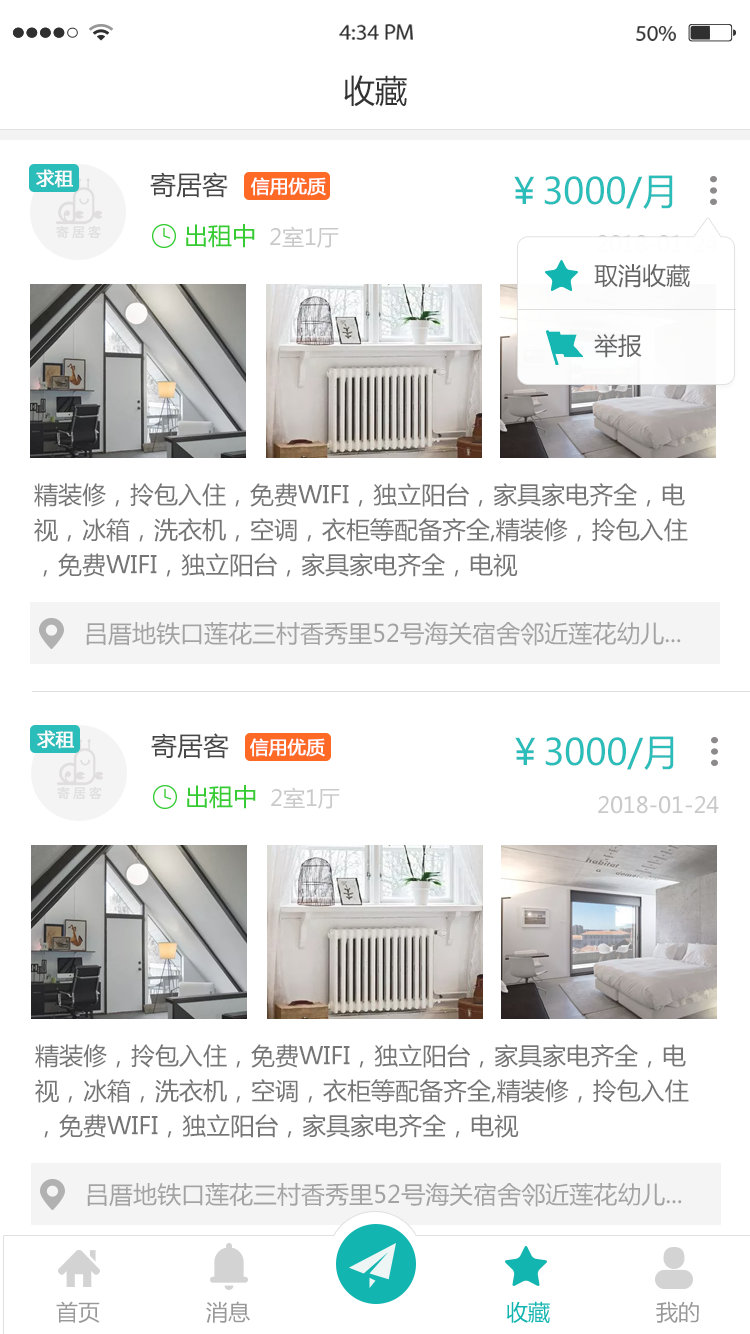 4:34 PM
50%
收藏
求租
寄居客
寄居客
信用优质
¥ 3000/月
出租中
2室1厅
取消收藏
举报
精装修，拎包入住，免费WIFI，独立阳台，家具家电齐全，电
视，冰箱，洗衣机，空调，衣柜等配备齐全,精装修，拎包入住
，免费WIFI，独立阳台，家具家电齐全，电视
吕厝地铁口莲花三村香秀里52号海关宿舍邻近莲花幼儿...
求租
寄居客
寄居客
信用优质
¥ 3000/月
出租中
2室1厅
2018-01-24
habitat
精装修，拎包入住，免费WIFI，独立阳台，家具家电齐全，电
视，冰箱，洗衣机，空调，衣柜等配备齐全,精装修，拎包入住
，免费WIFI，独立阳台，家具家电齐全，电视
吕厝地铁口莲花三村香秀里52号海关宿舍邻近莲花幼儿...
首页
消息
收藏
我的